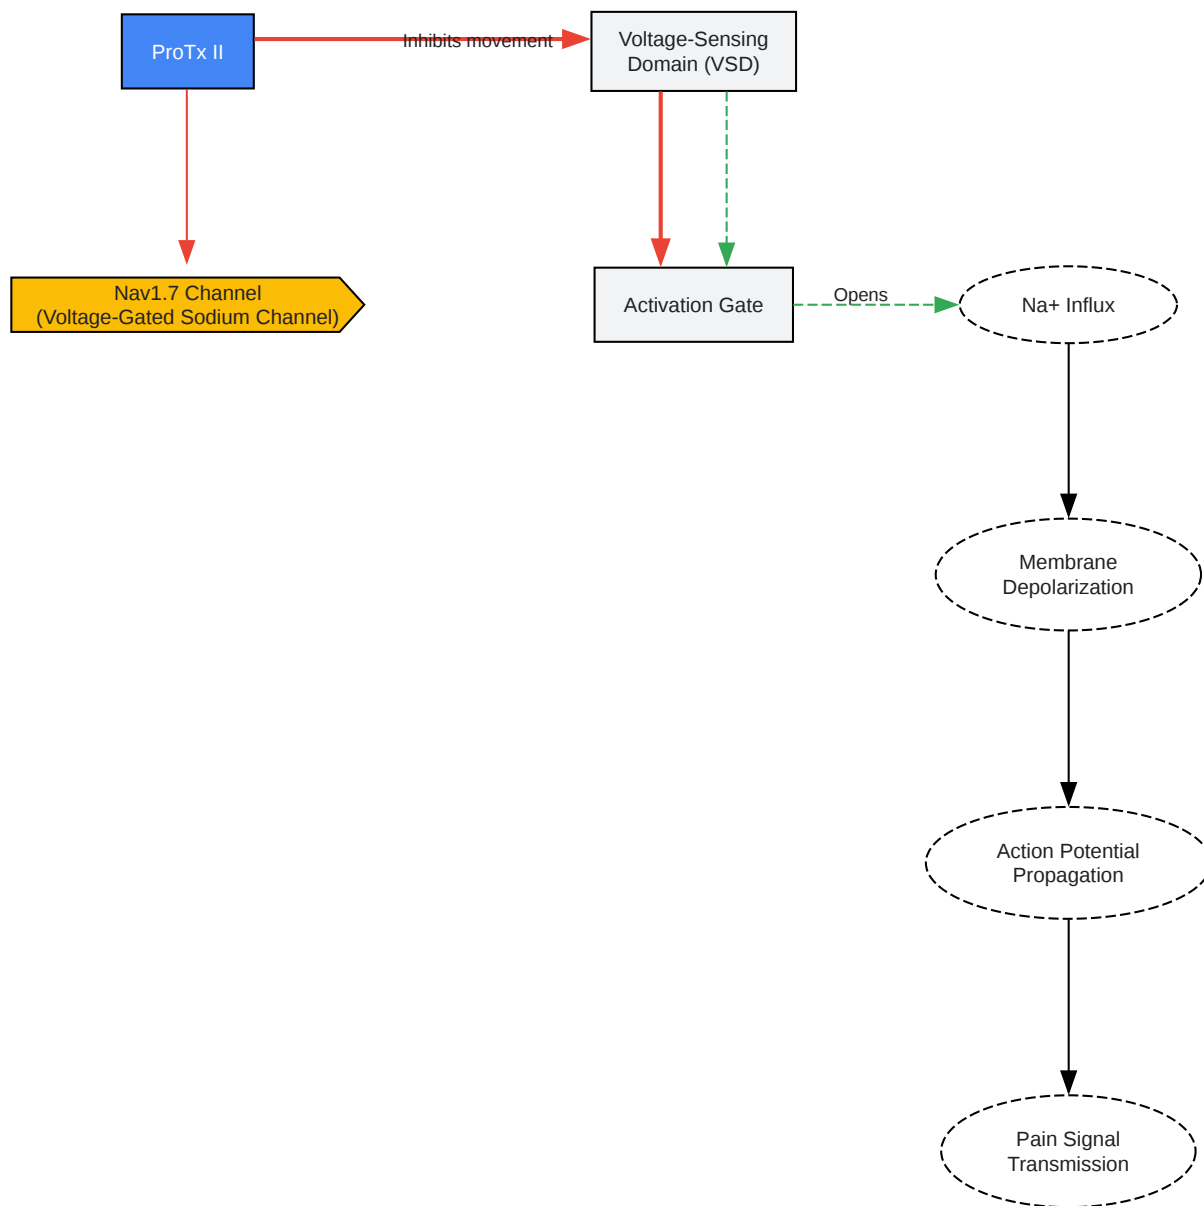 ProTx II
Inhibits movement
Voltage-Sensing
Domain (VSD)
Nav1.7 Channel
(Voltage-Gated Sodium Channel)
Activation Gate
Opens
Na+ Influx
Membrane
Depolarization
Action Potential
Propagation
Pain Signal
Transmission